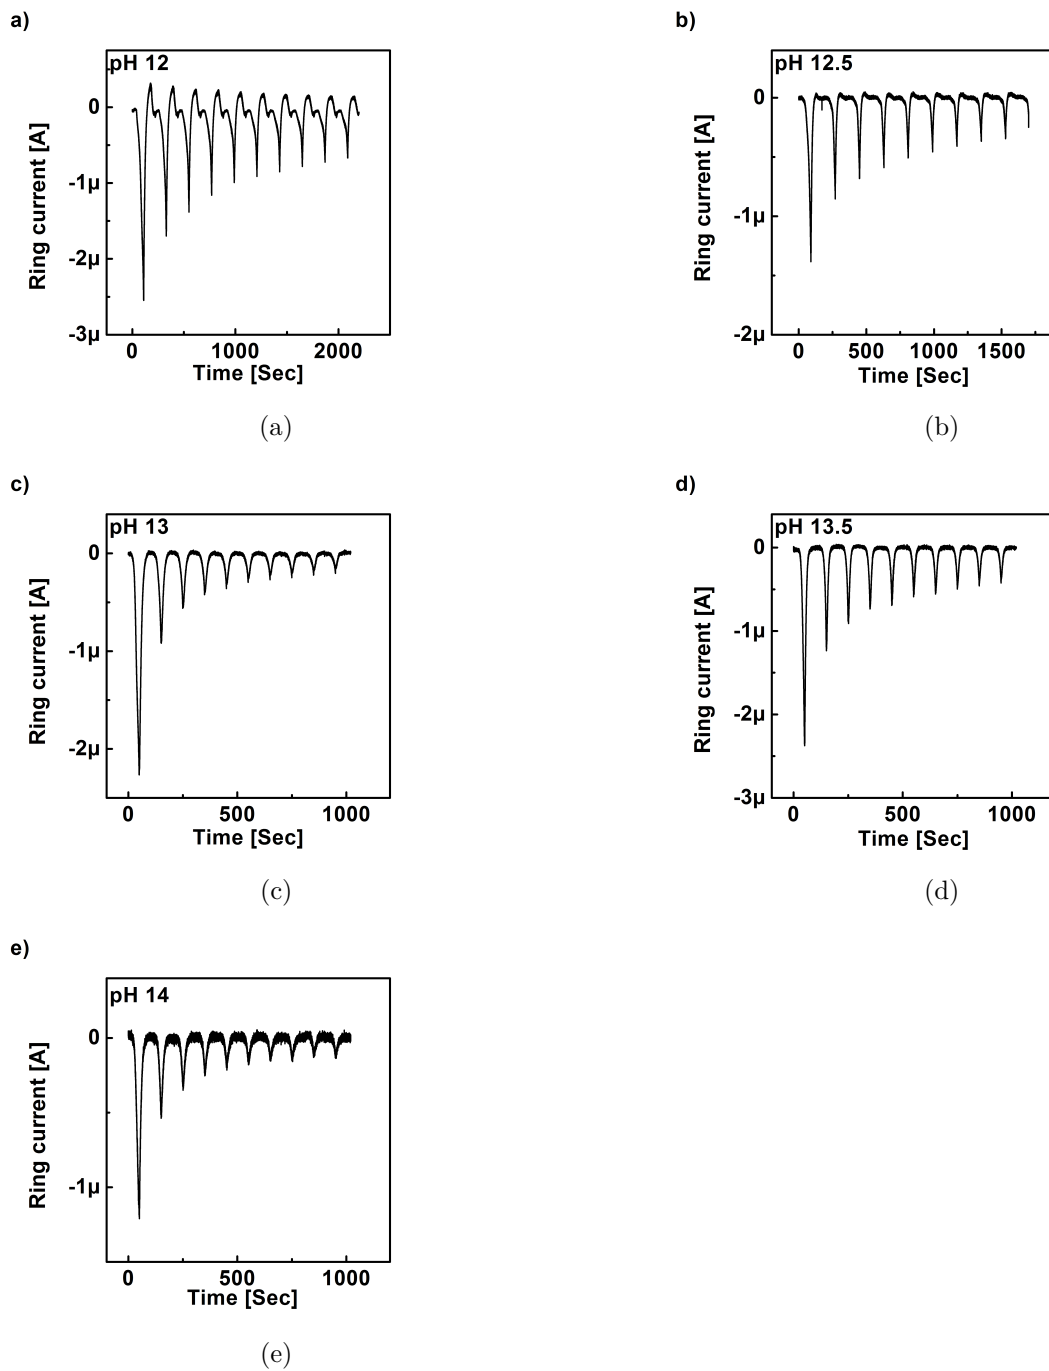 a)
pH 12
0
-1μ
-2μ
-3μ
Ring current [A]
0 1000 2000
Time [Sec]
(a)
b)
pH 12.5
0
-1μ
-2μ
Ring current [A]
0 500 1000 1500
Time [Sec]
(b)
c)
pH 13
0
-1μ
-2μ
Ring current [A]
0 500 1000
Time [Sec]
(c)
d)
pH 13.5
0
-1μ
-2μ
-3μ
Ring current [A]
0 500 1000
Time [Sec]
(d)
e)
pH 14
0
-1μ
Ring current [A]
0 500 1000
Time [Sec]
(e)